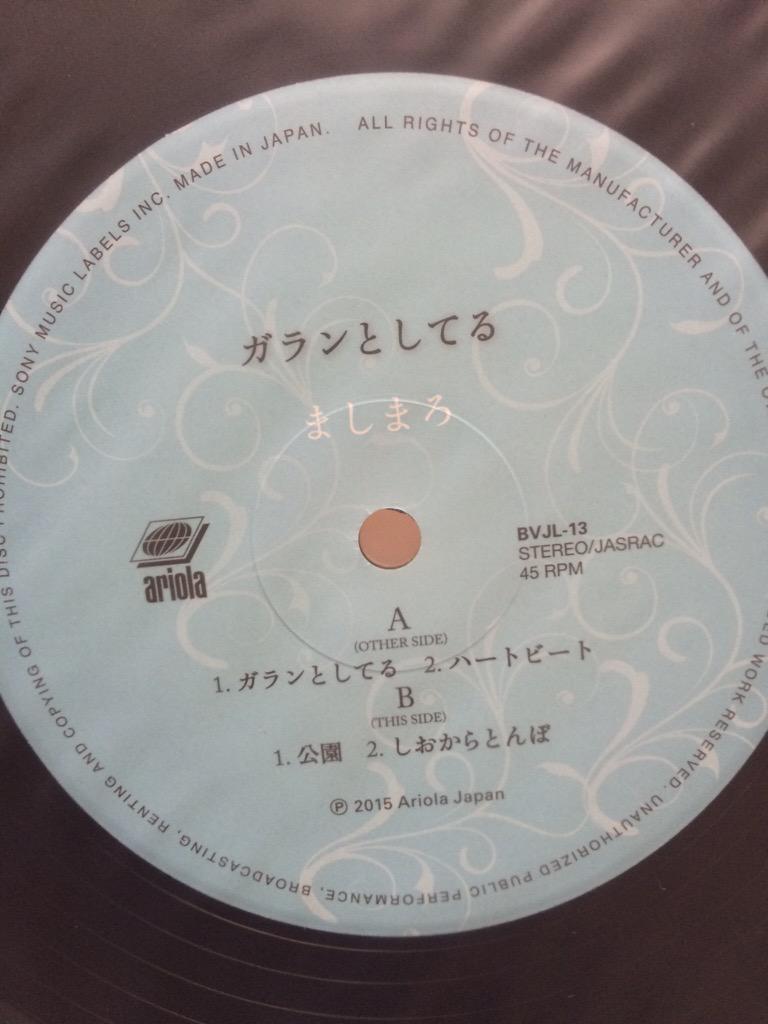 SONY MUSIC LABELS INC. MADE IN JAPAN. ALL RIGHTS OF THE MANUFACTURER AND OF THE
WORK RESERVED. UNAUTHORIZED PUBLIC PERFORMANCE, BROADCASTING, RENTING AND COPYING OF THIS DISC PROHIBITED.
ガランとしてる
ましまろ
ariola
BVJL-13
STEREO/JASRAC
45 RPM
A
(OTHER SIDE)
1. ガランとしてる 2. ハートビート
B
(THIS SIDE)
1. 公園 2. しおからとんぼ
Ⓟ 2015 Ariola Japan